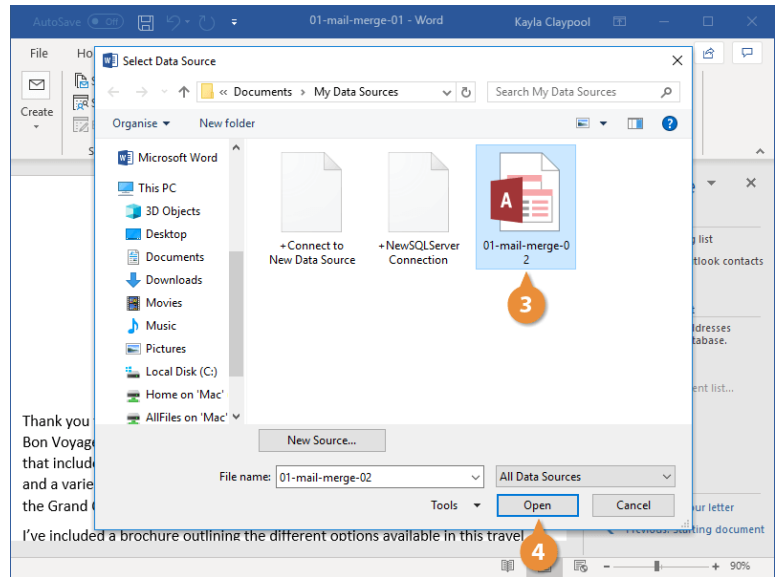 AutoSave Off 01-mail-merge-01 - Word Kayla Claypool
File Ho
Select Data Source
« Documents › My Data Sources Search My Data Sources
Create
Organise New folder
Microsoft Word
This PC
3D Objects
Desktop
Documents
Downloads
Movies
Music
Pictures
Local Disk (C:)
Home on 'Mac'
AllFiles on 'Mac'
+Connect to
New Data Source
+NewSQLServer
Connection
A
01-mail-merge-0
2
3
g list
tlook contacts
ddresses
tabase.
ent list...
New Source...
File name: 01-mail-merge-02 All Data Sources
Tools Open Cancel
4
our letter
Previous: Starting document
Thank you
Bon Voyage
that includ
and a varie
the Grand
I've included a brochure outlining the different options available in this travel
90%